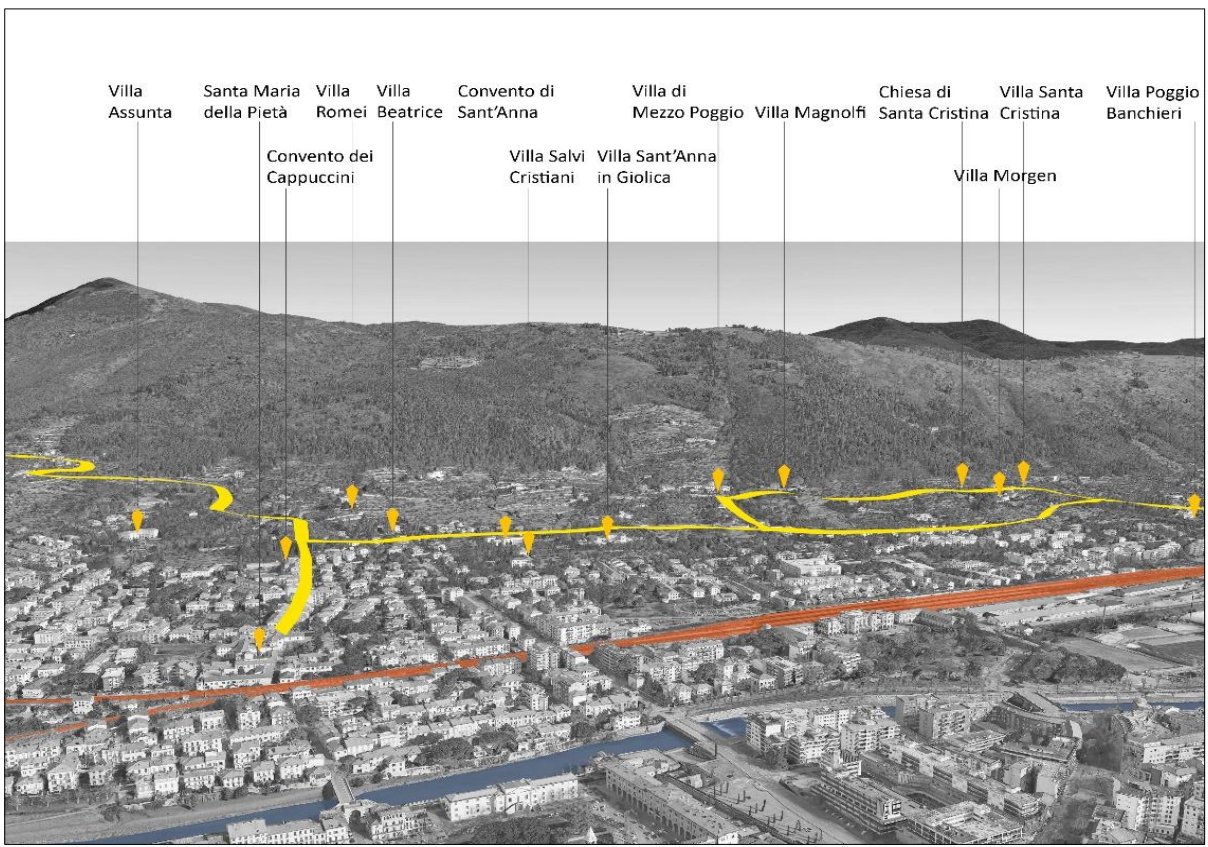 Villa
Assunta
Santa Maria
della Pietà
Villa
Romei
Villa
Beatrice
Convento di
Sant'Anna
Villa di
Mezzo Poggio
Villa Magnolfi
Chiesa di
Santa Cristina
Villa Santa
Cristina
Villa Poggio
Banchieri
Convento dei
Cappuccini
Villa Salvi
Cristiani
Villa Sant'Anna
in Giolica
Villa Morgen